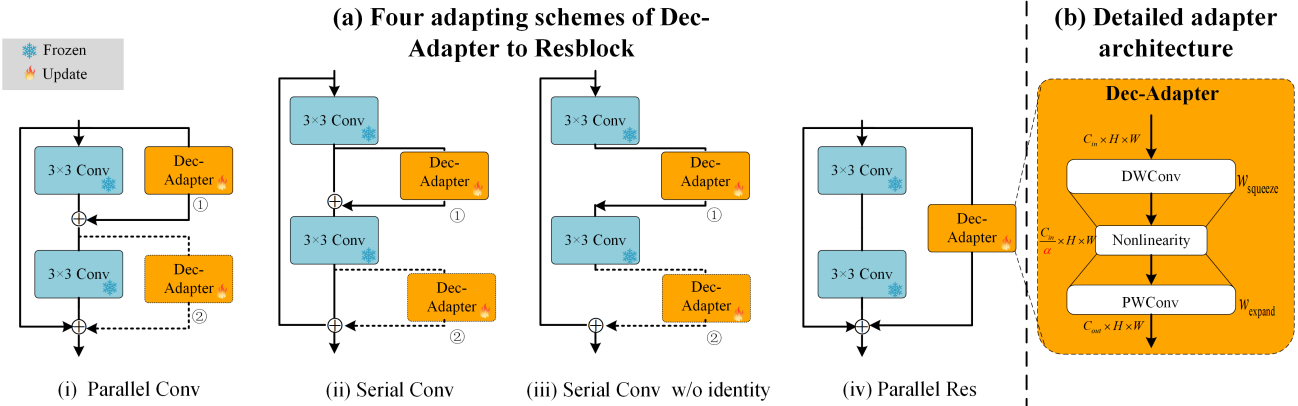 (a) Four adapting schemes of Dec-
Adapter to Resblock
(b) Detailed adapter
architecture
Frozen
Update
3×3 Conv
Dec-
Adapter
①
3×3 Conv
Dec-
Adapter
②
(i) Parallel Conv
3×3 Conv
Dec-
Adapter
①
3×3 Conv
Dec-
Adapter
②
(ii) Serial Conv
3×3 Conv
Dec-
Adapter
①
3×3 Conv
Dec-
Adapter
②
(iii) Serial Conv w/o identity
3×3 Conv
Dec-
Adapter
3×3 Conv
(iv) Parallel Res
Dec-Adapter
C_in × H × W
DWConv
W_squeeze
C_in/α × H × W
Nonlinearity
PWConv
W_expand
C_out × H × W